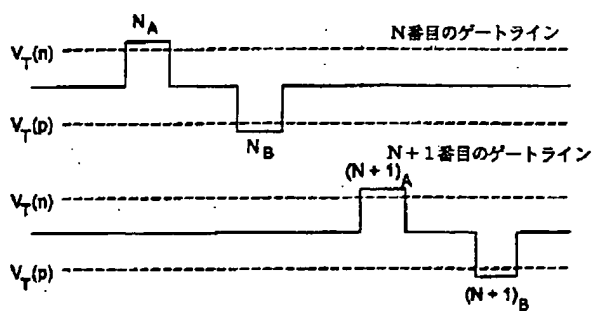 N_A
N番目のゲートライン
V_T(n)
V_T(p)
N_B
N+1番目のゲートライン
(N+1)_A
V_T(n)
V_T(p)
(N+1)_B